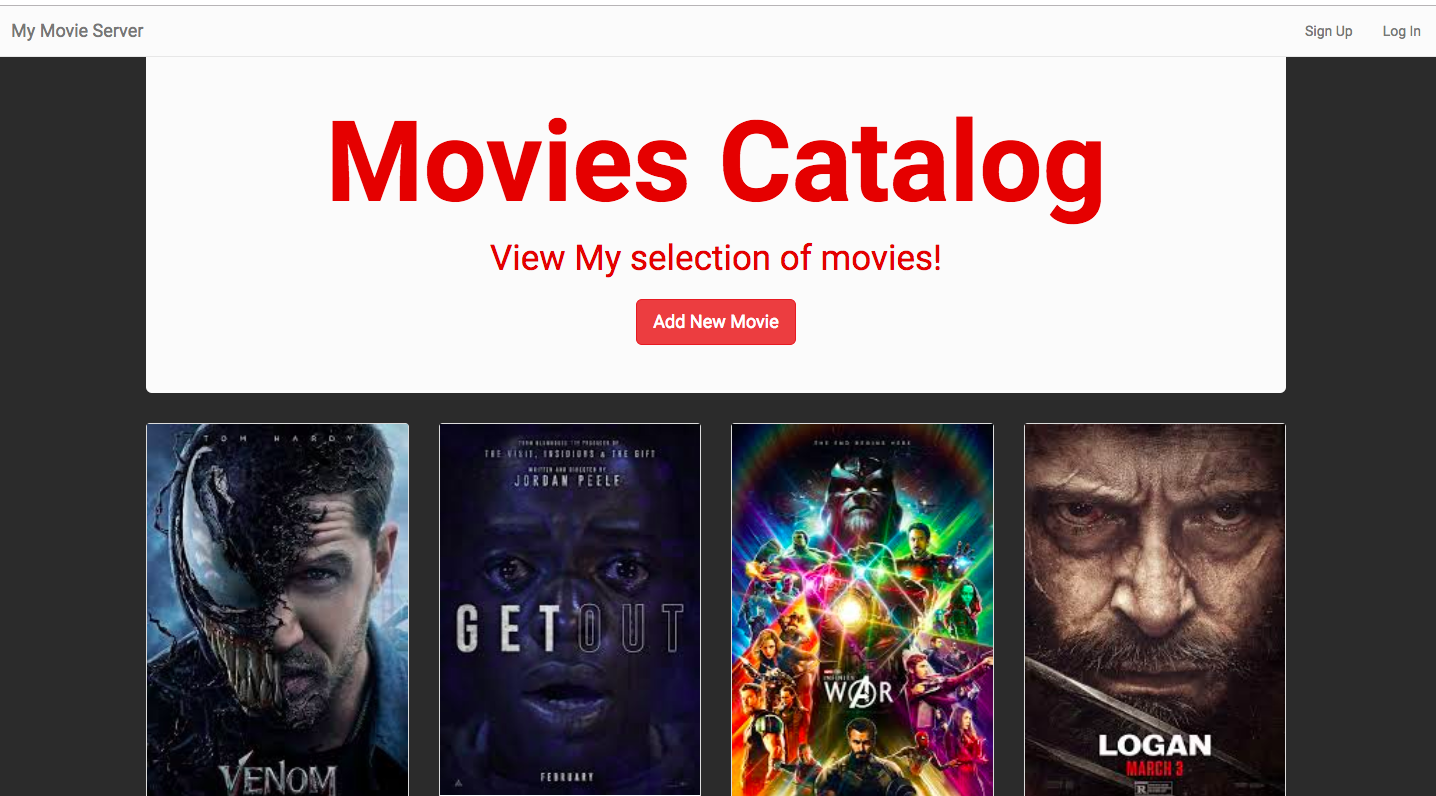 My Movie Server
Sign Up
Log In
Movies Catalog
View My selection of movies!
Add New Movie
TOM HARDY
VENOM
FROM BLUMHOUSE THE PRODUCER OF
THE VISIT, INSIDIOUS & THE GIFT
WRITTEN AND DIRECTED BY
JORDAN PEELE
GET OUT
FEBRUARY
THE END BEGINS HERE
INFINITY
WAR
LOGAN
MARCH 3
R